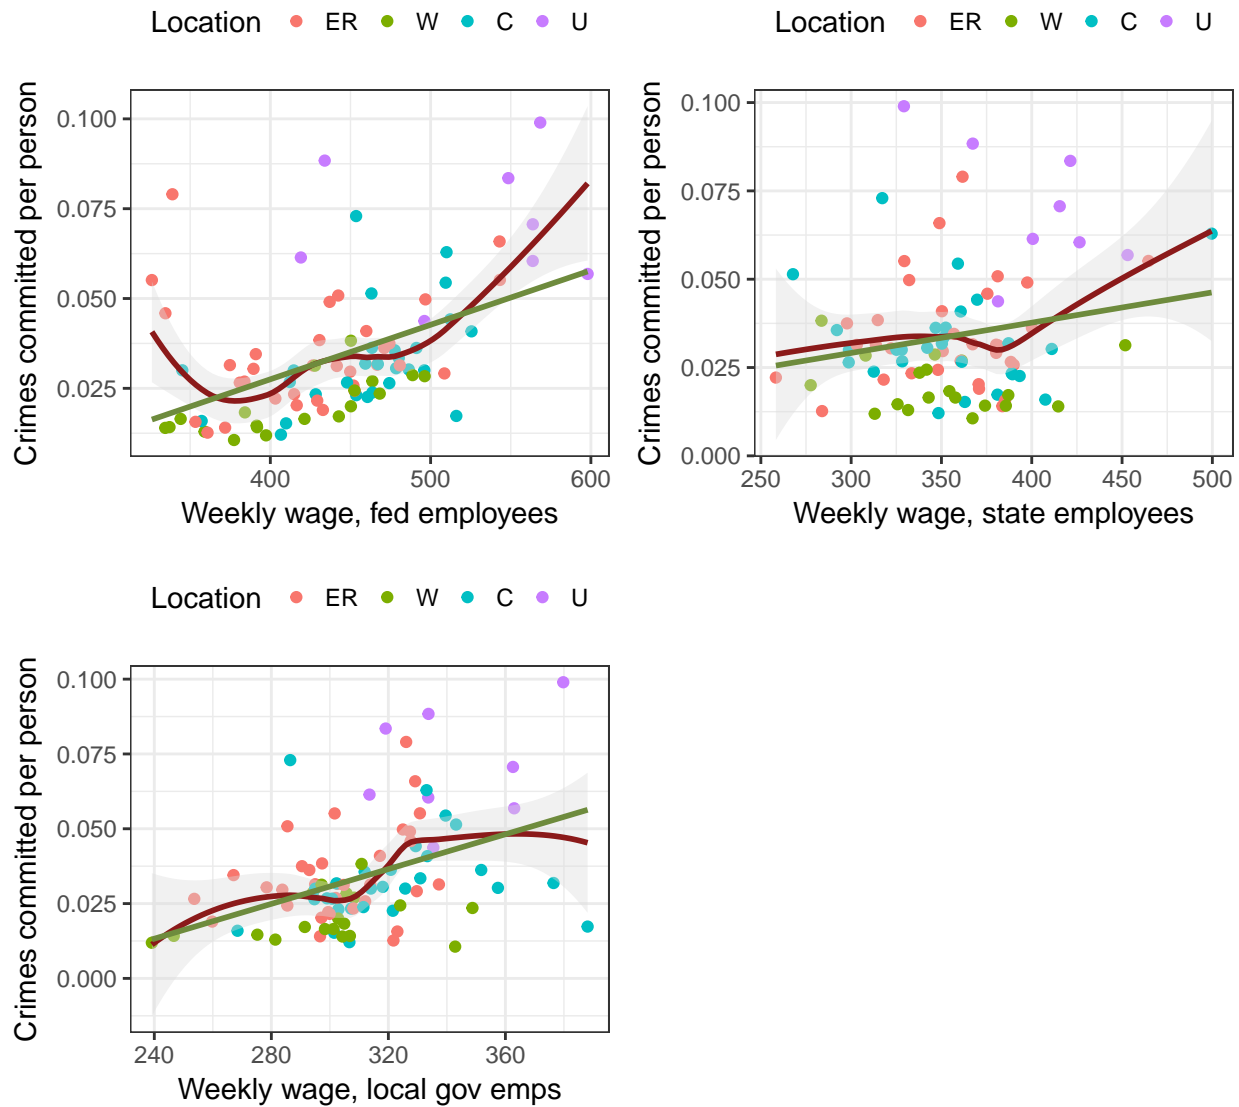 Location ER W C U
Crimes committed per person
0.100
0.075
0.050
0.025
400 500 600
Weekly wage, fed employees
Location ER W C U
Crimes committed per person
0.100
0.075
0.050
0.025
0.000
250 300 350 400 450 500
Weekly wage, state employees
Location ER W C U
Crimes committed per person
0.100
0.075
0.050
0.025
0.000
240 280 320 360
Weekly wage, local gov emps